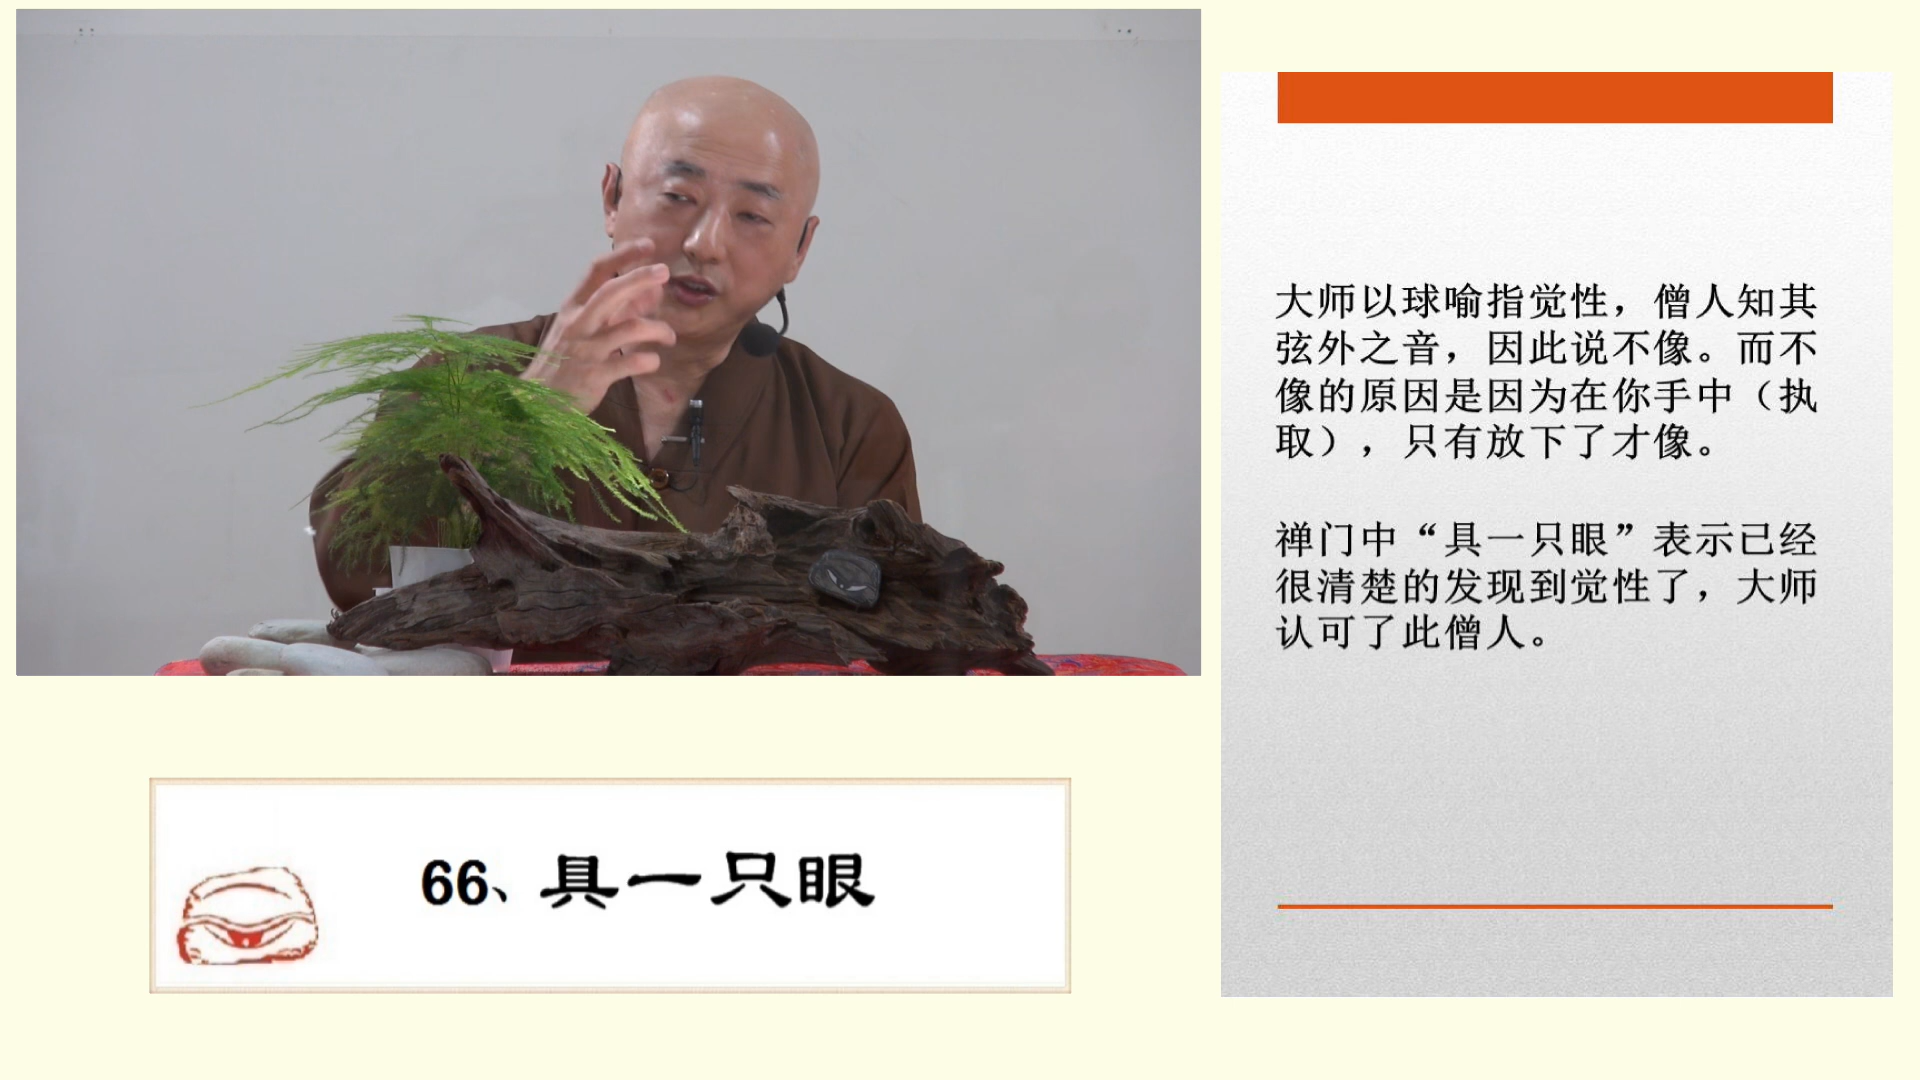 大师以球喻指觉性，僧人知其
弦外之音，因此说不像。而不
像的原因是因为在你手中（执
取），只有放下了才像。
禅门中“具一只眼”表示已经
很清楚的发现到觉性了，大师
认可了此僧人。
66、具一只眼